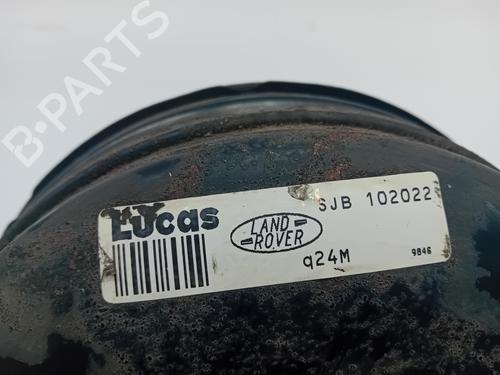 B-PARTS
Lucas
LAND
ROVER
SJB 102022
q24M
9846